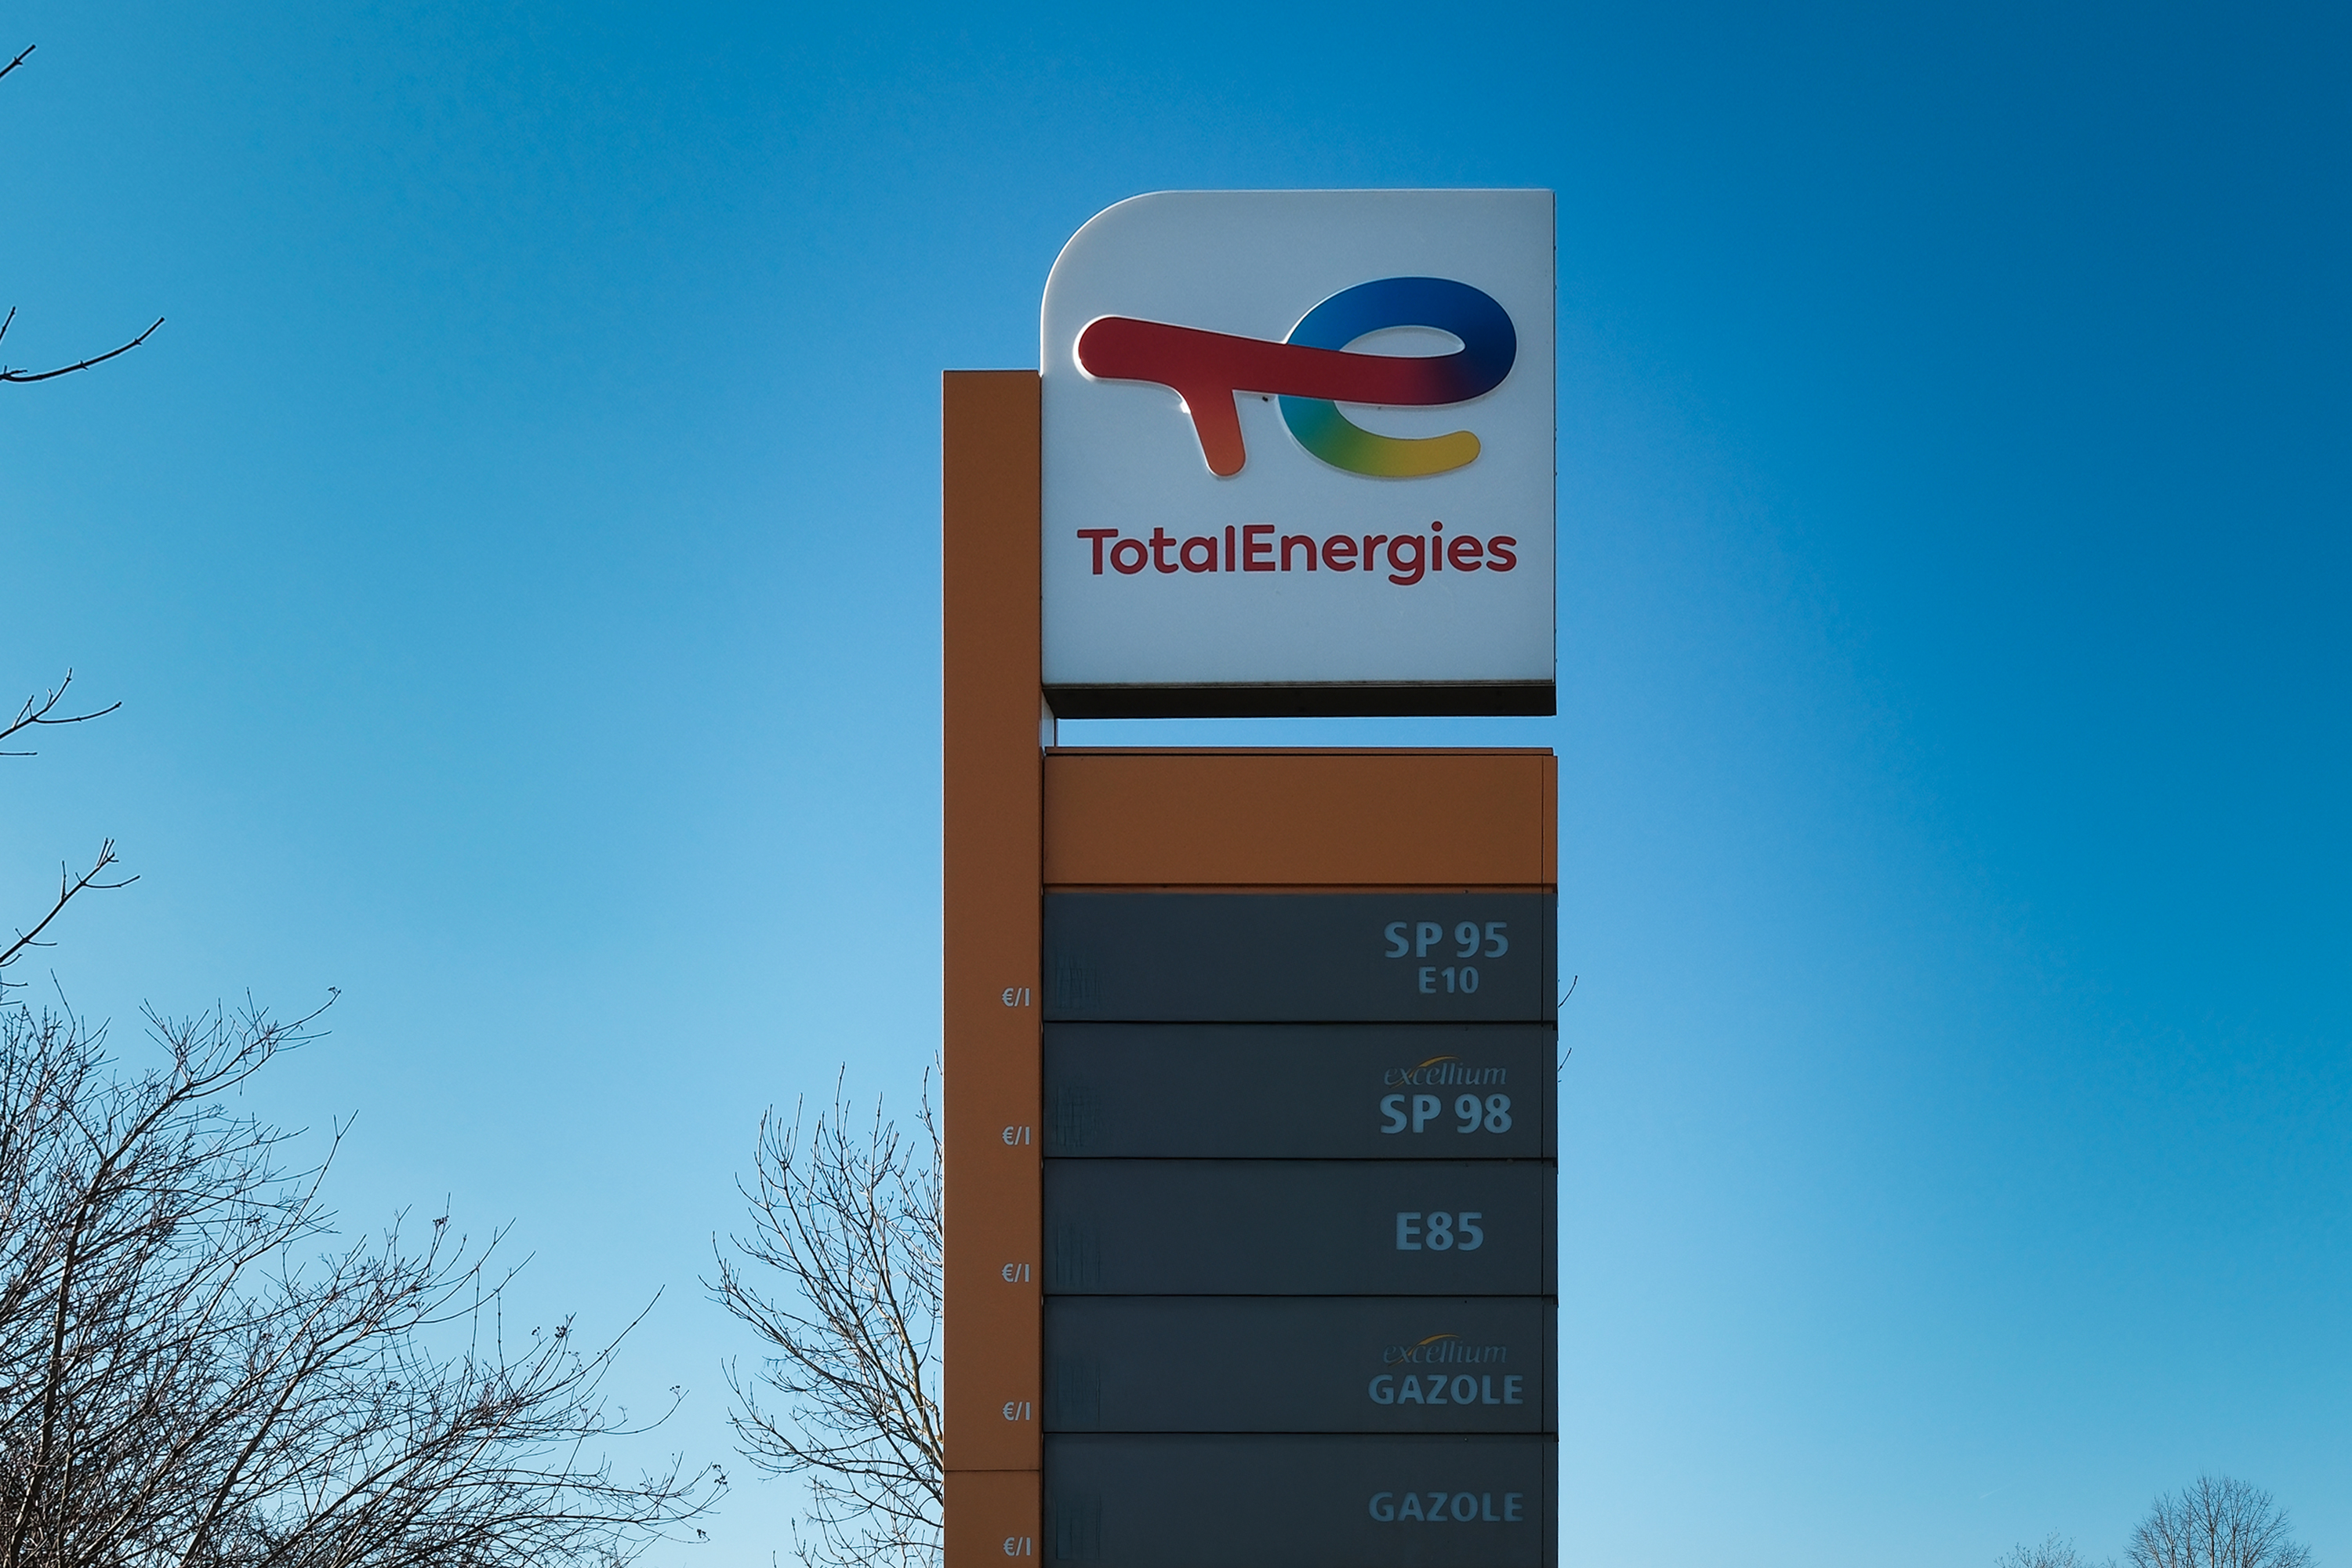 TotalEnergies
SP 95
E10
€/l
excellium
SP 98
€/l
E85
€/l
excellium
GAZOLE
€/l
GAZOLE
€/l